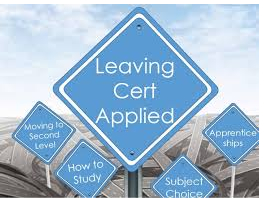 Leaving
Cert
Applied
Moving to
Second
Level
How to
Study
Subject
Choice
Apprentice
ships